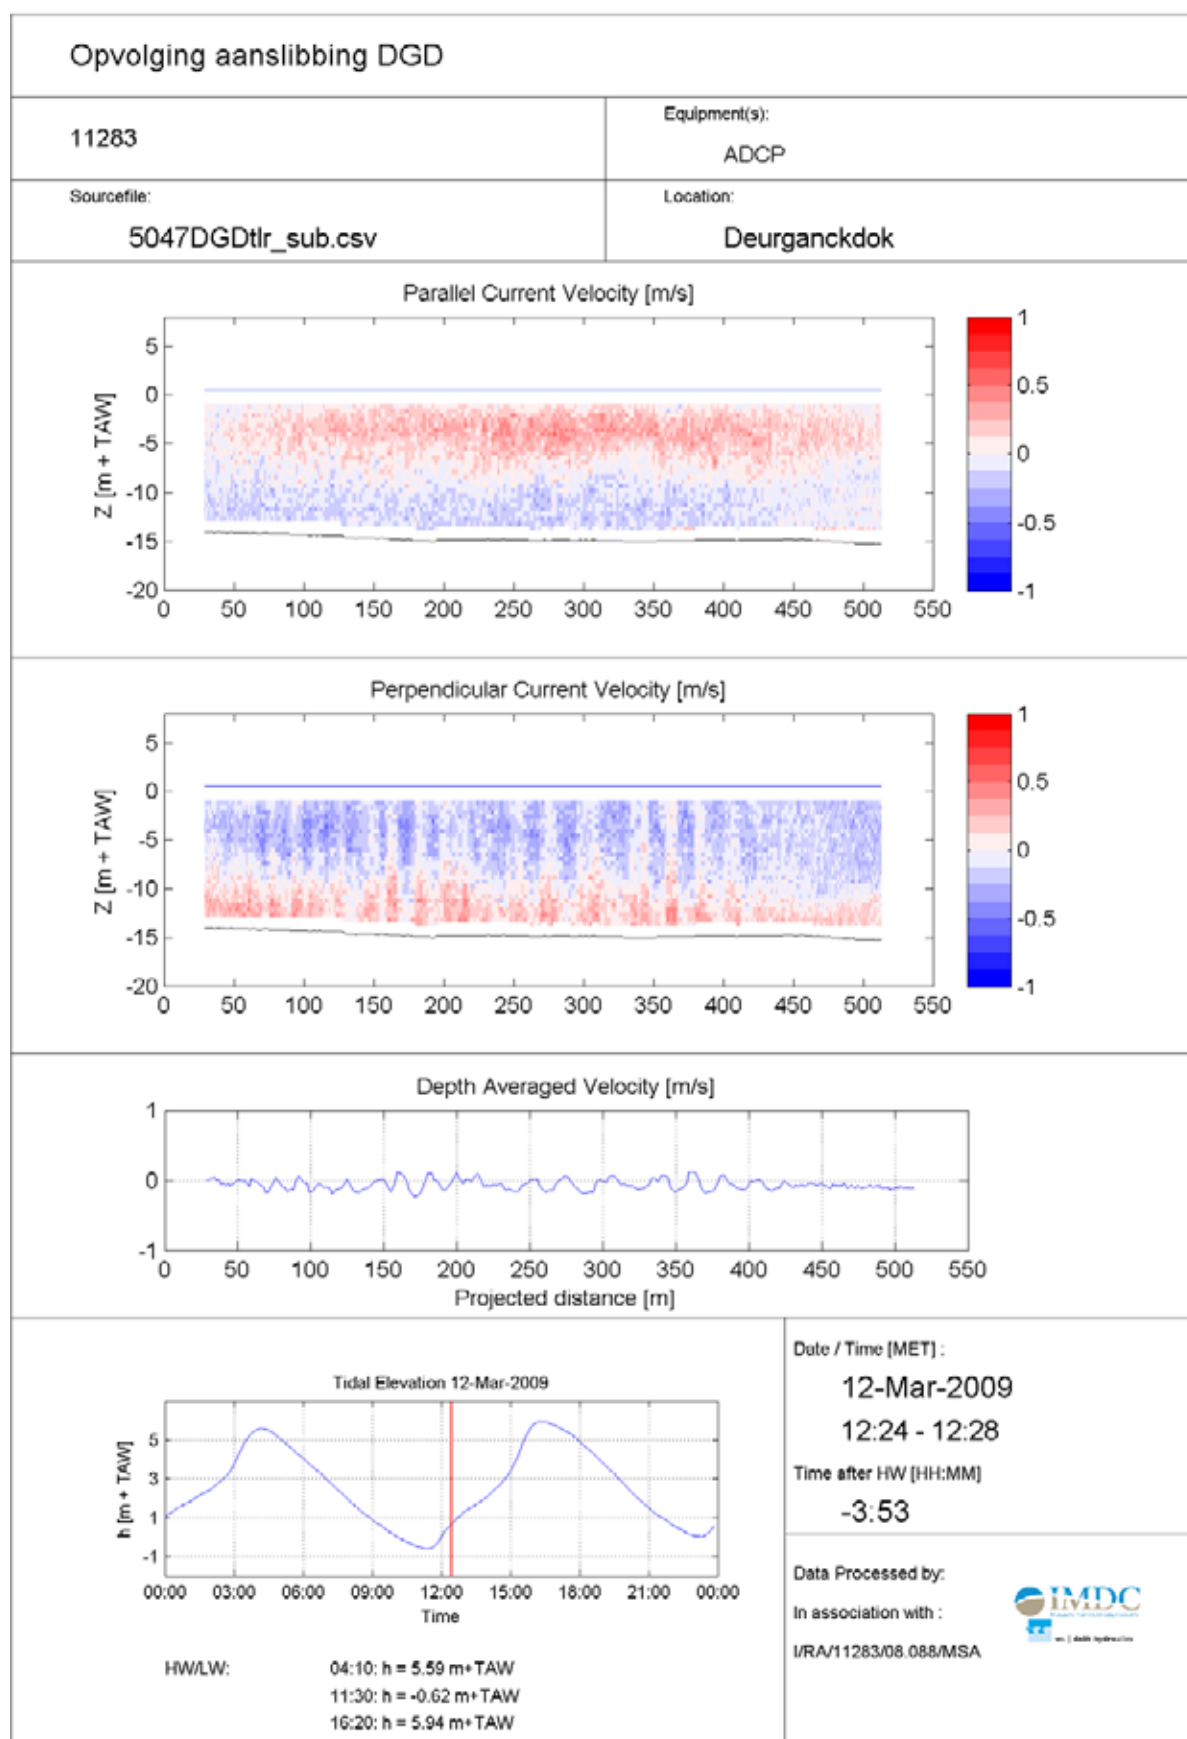 Opvolging aanslibbing DGD
11283
Equipment(s):
ADCP
Sourcefile:
5047DGDtlr_sub.csv
Location:
Deurganckdok
Parallel Current Velocity [m/s]
5
0
-5
-10
-15
-20
Z [m + TAW]
0 50 100 150 200 250 300 350 400 450 500 550
1
0.5
0
-0.5
-1
Perpendicular Current Velocity [m/s]
5
0
-5
-10
-15
-20
Z [m + TAW]
0 50 100 150 200 250 300 350 400 450 500 550
1
0.5
0
-0.5
-1
Depth Averaged Velocity [m/s]
1
0
-1
0 50 100 150 200 250 300 350 400 450 500 550
Projected distance [m]
Tidal Elevation 12-Mar-2009
5
3
1
-1
h [m + TAW]
00:00 03:00 06:00 09:00 12:00 15:00 18:00 21:00 00:00
Time
HW/LW:
04:10: h = 5.59 m+TAW
11:30: h = -0.62 m+TAW
16:20: h = 5.94 m+TAW
Date / Time [MET] :
12-Mar-2009
12:24 - 12:28
Time after HW [HH:MM]
-3:53
Data Processed by:
IMDC
In association with :
wl | delft hydraulics
I/RA/11283/08.088/MSA